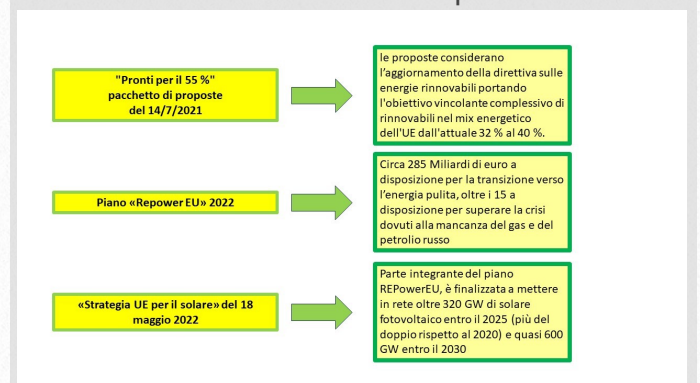 "Pronti per il 55 %"
pacchetto di proposte
del 14/7/2021
le proposte considerano
l'aggiornamento della direttiva sulle
energie rinnovabili portando
l'obiettivo vincolante complessivo di
rinnovabili nel mix energetico
dell'UE dall'attuale 32 % al 40 %.
Piano «Repower EU» 2022
Circa 285 Miliardi di euro a
disposizione per la transizione verso
l'energia pulita, oltre i 15 a
disposizione per superare la crisi
dovuti alla mancanza del gas e del
petrolio russo
«Strategia UE per il solare» del 18
maggio 2022
Parte integrante del piano
REPowerEU, è finalizzata a mettere
in rete oltre 320 GW di solare
fotovoltaico entro il 2025 (più del
doppio rispetto al 2020) e quasi 600
GW entro il 2030